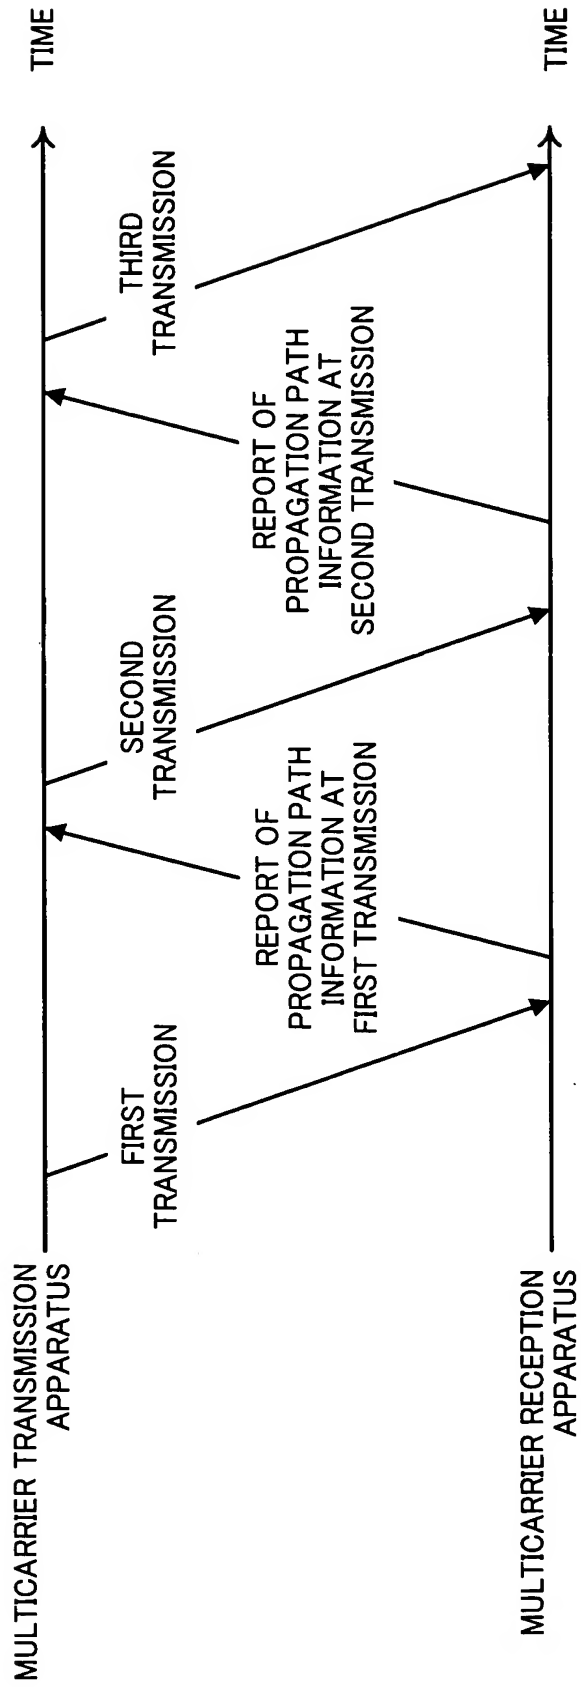 MULTICARRIER TRANSMISSION
APPARATUS
TIME
FIRST
TRANSMISSION
REPORT OF
PROPAGATION PATH
INFORMATION AT
FIRST TRANSMISSION
SECOND
TRANSMISSION
REPORT OF
PROPAGATION PATH
INFORMATION AT
SECOND TRANSMISSION
THIRD
TRANSMISSION
MULTICARRIER RECEPTION
APPARATUS
TIME